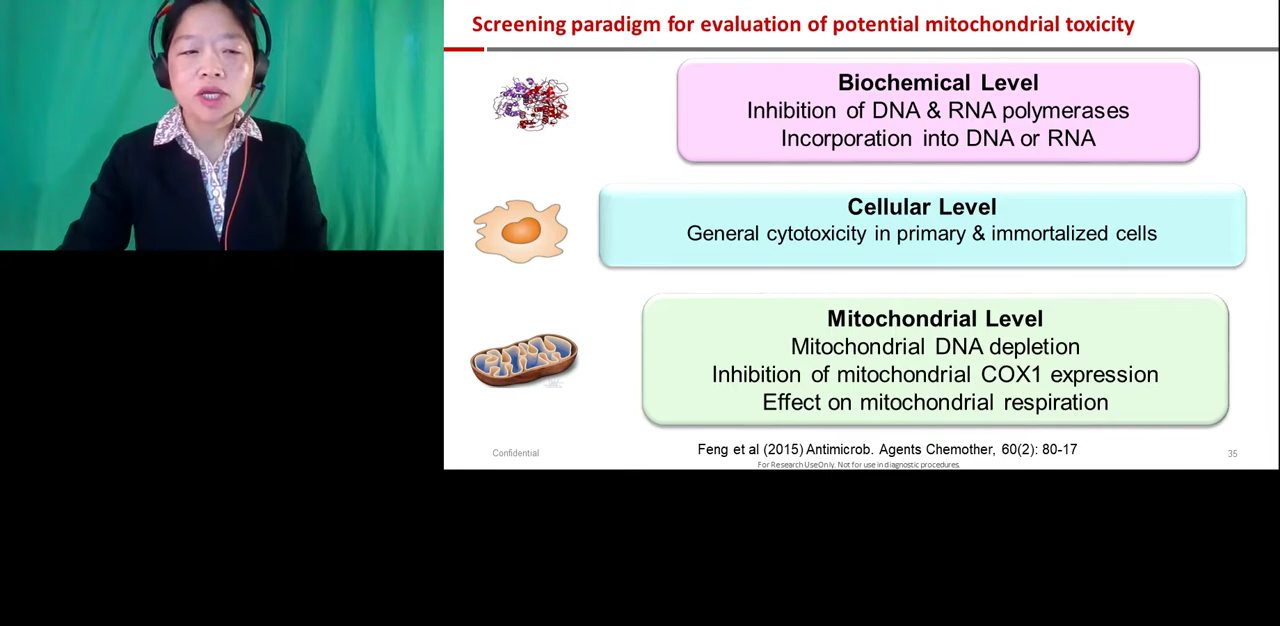 Screening paradigm for evaluation of potential mitochondrial toxicity
Biochemical Level
Inhibition of DNA & RNA polymerases
Incorporation into DNA or RNA
Cellular Level
General cytotoxicity in primary & immortalized cells
Mitochondrial Level
Mitochondrial DNA depletion
Inhibition of mitochondrial COX1 expression
Effect on mitochondrial respiration
Feng et al (2015) Antimicrob. Agents Chemother, 60(2): 80-17
Confidential
35
For Research Use Only. Not for use in diagnostic procedures.